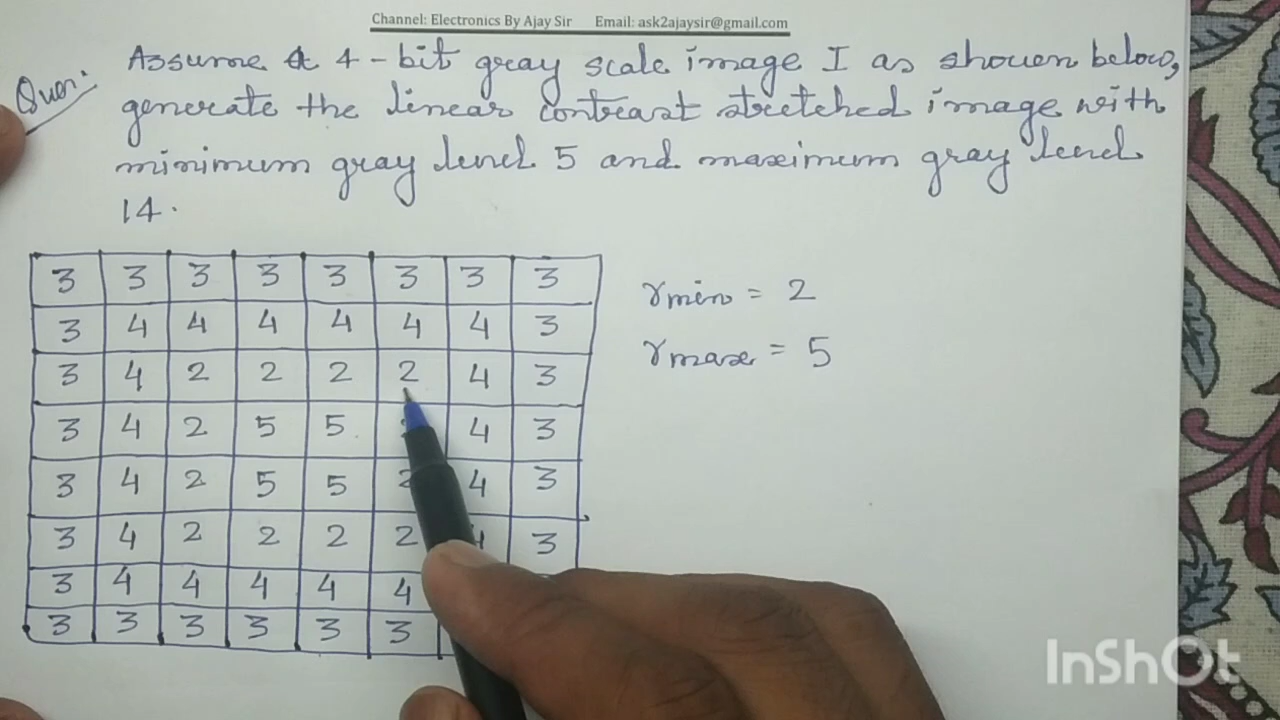 Channel: Electronics By Ajay Sir Email: ask2ajaysir@gmail.com
Ques:
Assume a 4-bit gray scale image I as shown below,
generate the linear contrast stretched image with
minimum gray level 5 and maximum gray level
14.
3 3 3 3 3 3 3 3
3 4 4 4 4 4 4 3
3 4 2 2 2 2 4 3
3 4 2 5 5 4 3
3 4 2 5 5 2 4 3
3 4 2 2 2 2 4 3
3 4 4 4 4 4
3 3 3 3 3 3
rmin = 2
rmax = 5
InShOt